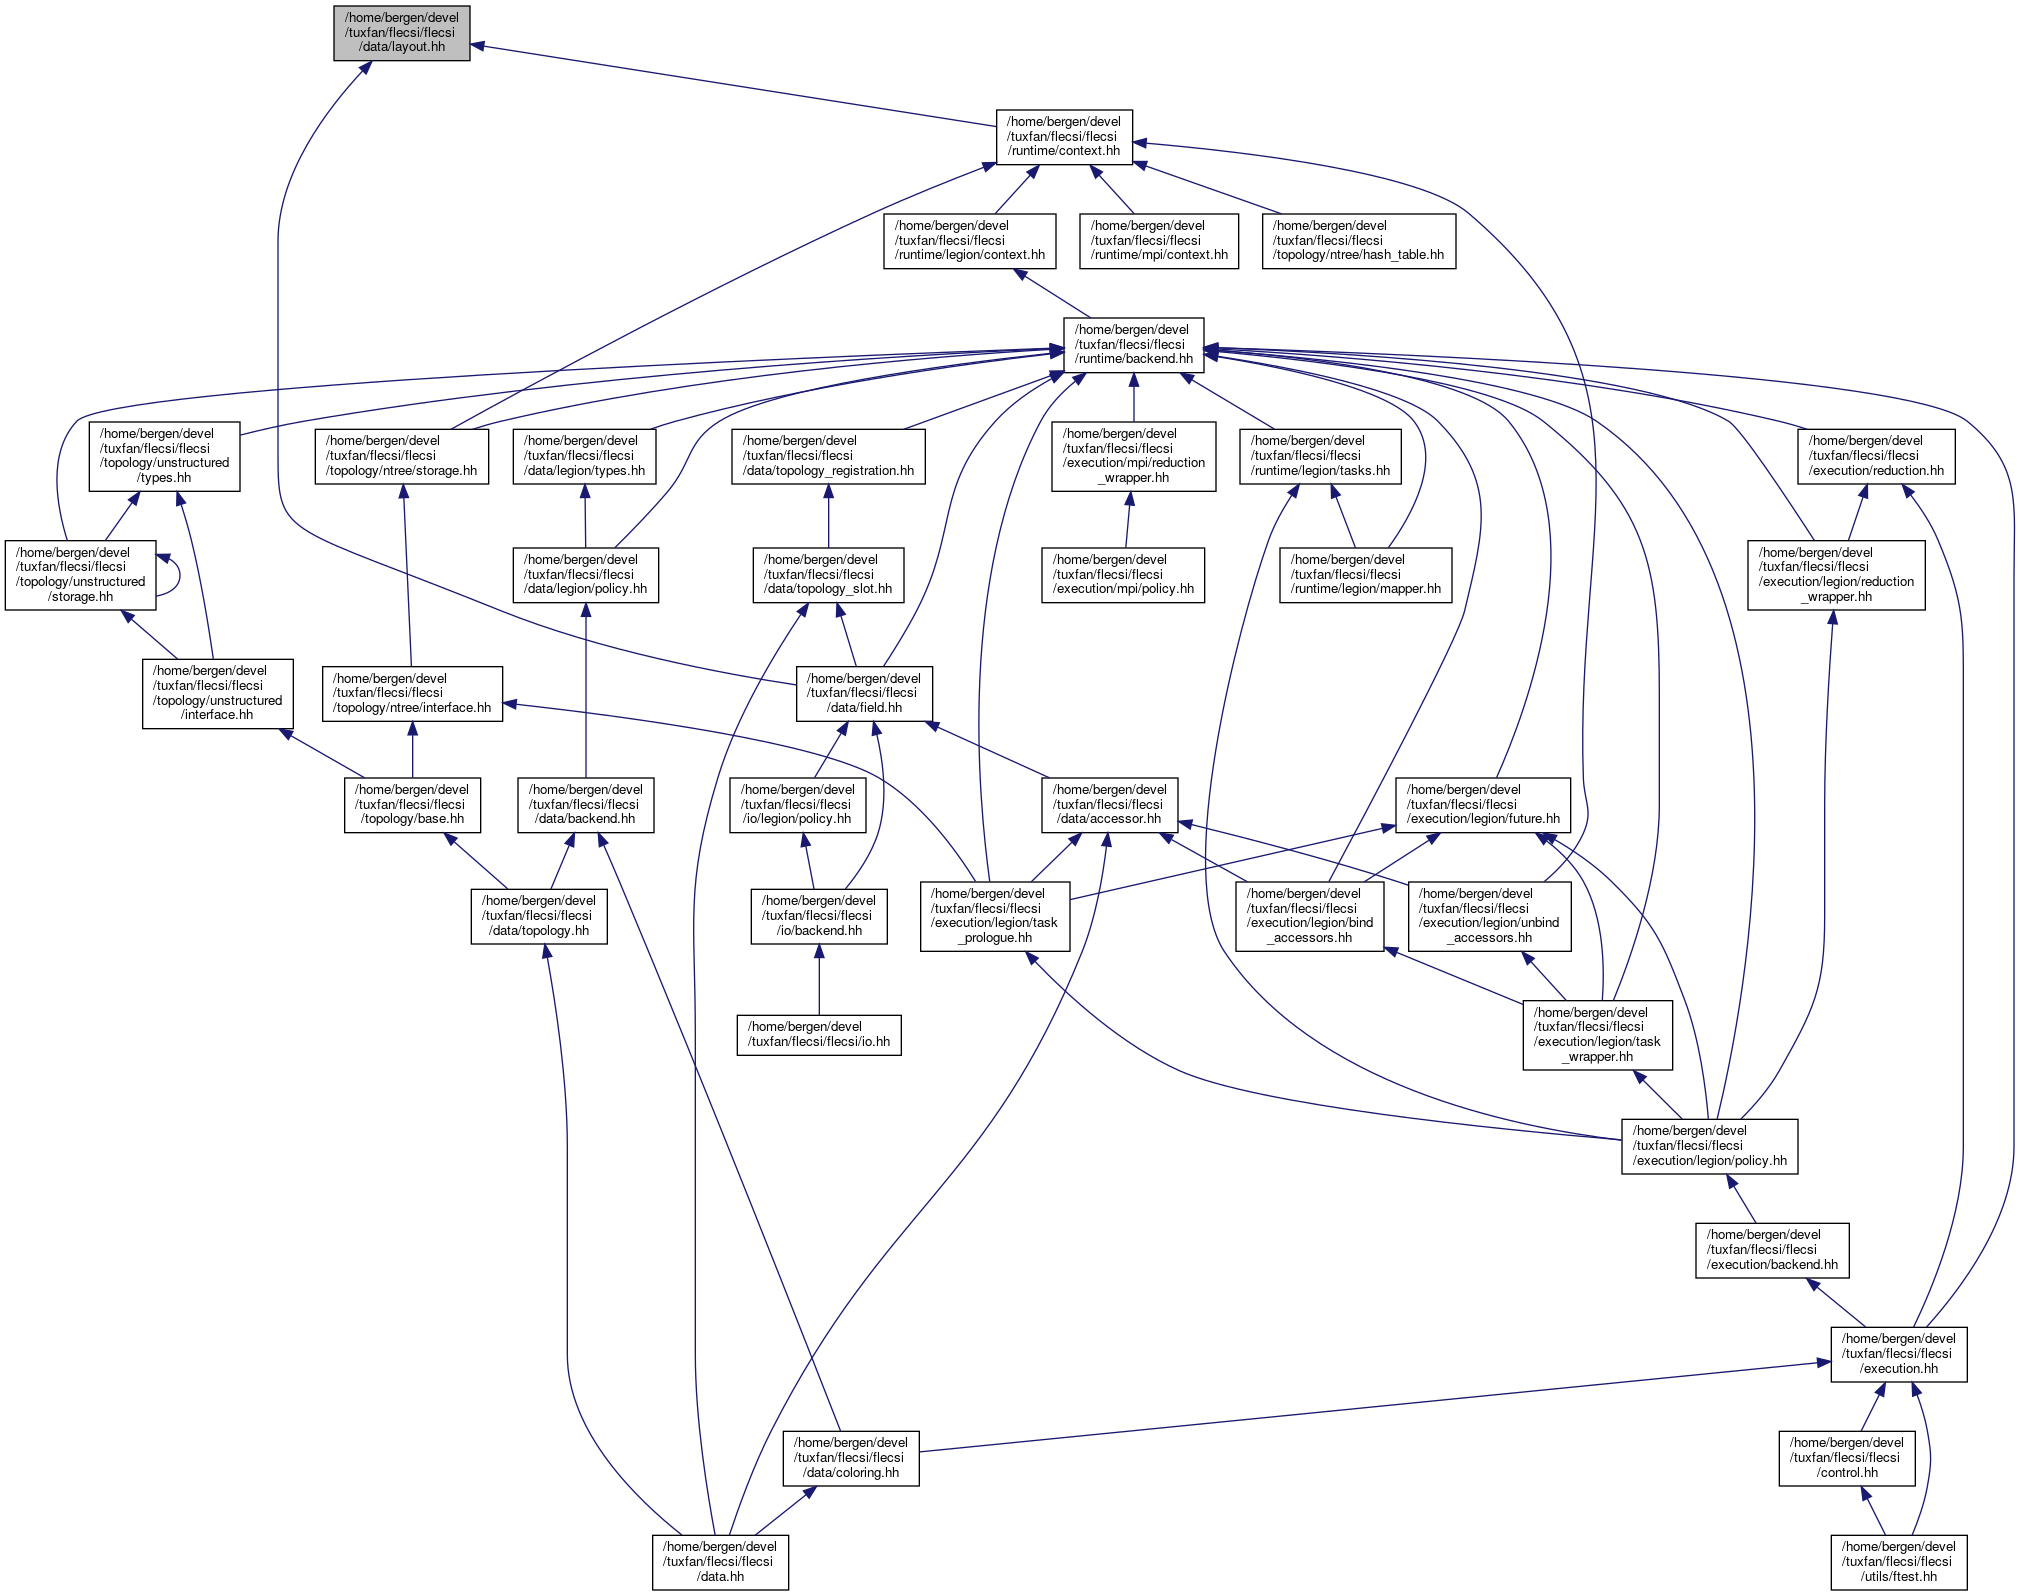 /home/bergen/devel
/tuxfan/flecsi/flecsi
/data/layout.hh
/home/bergen/devel
/tuxfan/flecsi/flecsi
/runtime/context.hh
/home/bergen/devel
/tuxfan/flecsi/flecsi
/runtime/legion/context.hh
/home/bergen/devel
/tuxfan/flecsi/flecsi
/runtime/mpi/context.hh
/home/bergen/devel
/tuxfan/flecsi/flecsi
/topology/ntree/hash_table.hh
/home/bergen/devel
/tuxfan/flecsi/flecsi
/runtime/backend.hh
/home/bergen/devel
/tuxfan/flecsi/flecsi
/topology/unstructured
/types.hh
/home/bergen/devel
/tuxfan/flecsi/flecsi
/topology/ntree/storage.hh
/home/bergen/devel
/tuxfan/flecsi/flecsi
/data/legion/types.hh
/home/bergen/devel
/tuxfan/flecsi/flecsi
/data/topology_registration.hh
/home/bergen/devel
/tuxfan/flecsi/flecsi
/execution/mpi/reduction
_wrapper.hh
/home/bergen/devel
/tuxfan/flecsi/flecsi
/runtime/legion/tasks.hh
/home/bergen/devel
/tuxfan/flecsi/flecsi
/execution/reduction.hh
/home/bergen/devel
/tuxfan/flecsi/flecsi
/topology/unstructured
/storage.hh
/home/bergen/devel
/tuxfan/flecsi/flecsi
/data/legion/policy.hh
/home/bergen/devel
/tuxfan/flecsi/flecsi
/data/topology_slot.hh
/home/bergen/devel
/tuxfan/flecsi/flecsi
/execution/mpi/policy.hh
/home/bergen/devel
/tuxfan/flecsi/flecsi
/runtime/legion/mapper.hh
/home/bergen/devel
/tuxfan/flecsi/flecsi
/execution/legion/reduction
_wrapper.hh
/home/bergen/devel
/tuxfan/flecsi/flecsi
/topology/unstructured
/interface.hh
/home/bergen/devel
/tuxfan/flecsi/flecsi
/topology/ntree/interface.hh
/home/bergen/devel
/tuxfan/flecsi/flecsi
/data/field.hh
/home/bergen/devel
/tuxfan/flecsi/flecsi
/topology/base.hh
/home/bergen/devel
/tuxfan/flecsi/flecsi
/data/backend.hh
/home/bergen/devel
/tuxfan/flecsi/flecsi
/io/legion/policy.hh
/home/bergen/devel
/tuxfan/flecsi/flecsi
/data/accessor.hh
/home/bergen/devel
/tuxfan/flecsi/flecsi
/execution/legion/future.hh
/home/bergen/devel
/tuxfan/flecsi/flecsi
/data/topology.hh
/home/bergen/devel
/tuxfan/flecsi/flecsi
/io/backend.hh
/home/bergen/devel
/tuxfan/flecsi/flecsi
/execution/legion/task
_prologue.hh
/home/bergen/devel
/tuxfan/flecsi/flecsi
/execution/legion/bind
_accessors.hh
/home/bergen/devel
/tuxfan/flecsi/flecsi
/execution/legion/unbind
_accessors.hh
/home/bergen/devel
/tuxfan/flecsi/flecsi/io.hh
/home/bergen/devel
/tuxfan/flecsi/flecsi
/execution/legion/task
_wrapper.hh
/home/bergen/devel
/tuxfan/flecsi/flecsi
/execution/legion/policy.hh
/home/bergen/devel
/tuxfan/flecsi/flecsi
/execution/backend.hh
/home/bergen/devel
/tuxfan/flecsi/flecsi
/execution.hh
/home/bergen/devel
/tuxfan/flecsi/flecsi
/data/coloring.hh
/home/bergen/devel
/tuxfan/flecsi/flecsi
/control.hh
/home/bergen/devel
/tuxfan/flecsi/flecsi
/data.hh
/home/bergen/devel
/tuxfan/flecsi/flecsi
/utils/ftest.hh